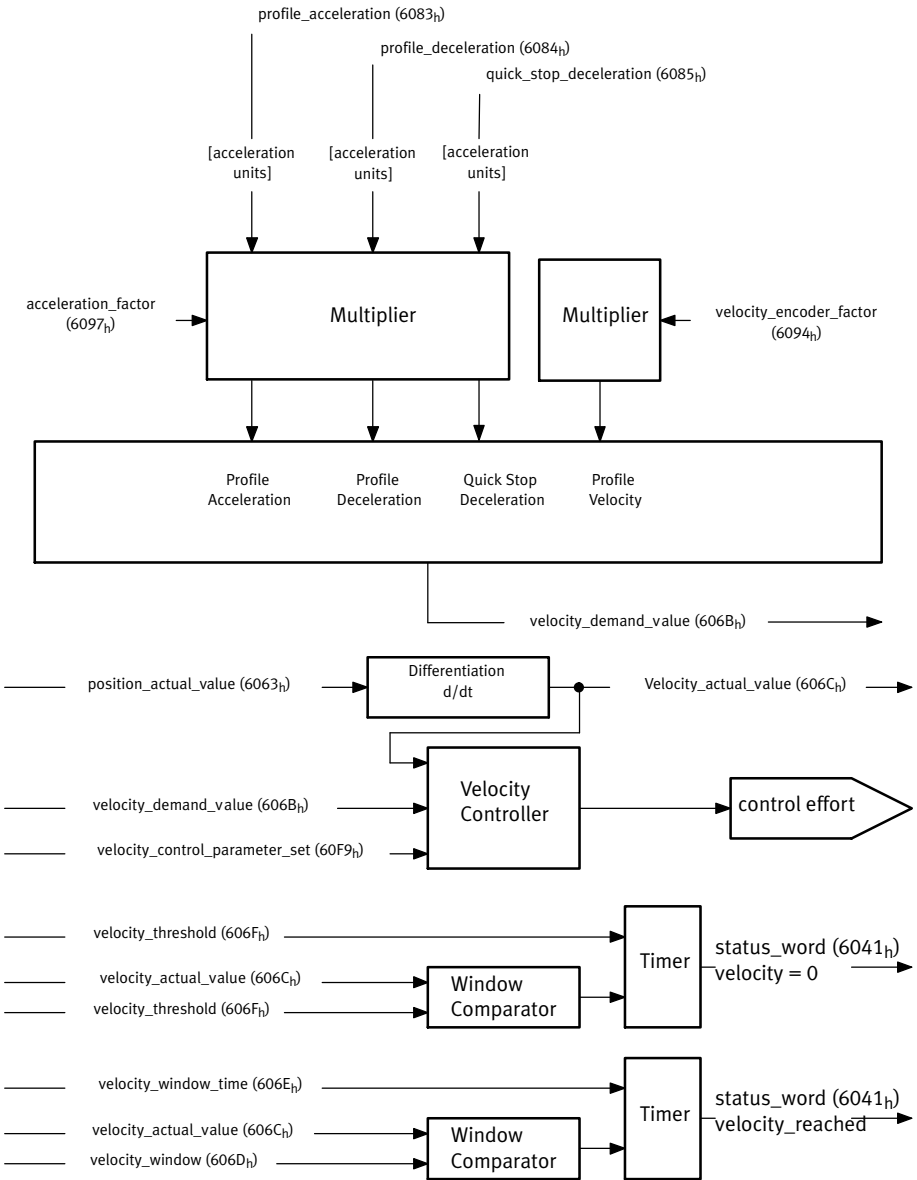 profile_acceleration (6083h)
profile_deceleration (6084h)
quick_stop_deceleration (6085h)
[acceleration
units]
[acceleration
units]
[acceleration
units]
acceleration_factor
(6097h)
Multiplier
Multiplier
velocity_encoder_factor
(6094h)
Profile
Acceleration
Profile
Deceleration
Quick Stop
Deceleration
Profile
Velocity
velocity_demand_value (606Bh)
position_actual_value (6063h)
Differentiation
d/dt
Velocity_actual_value (606Ch)
velocity_demand_value (606Bh)
velocity_control_parameter_set (60F9h)
Velocity
Controller
control effort
velocity_threshold (606Fh)
velocity_actual_value (606Ch)
velocity_threshold (606Fh)
Window
Comparator
Timer
status_word (6041h)
velocity = 0
velocity_window_time (606Eh)
velocity_actual_value (606Ch)
velocity_window (606Dh)
Window
Comparator
Timer
status_word (6041h)
velocity_reached